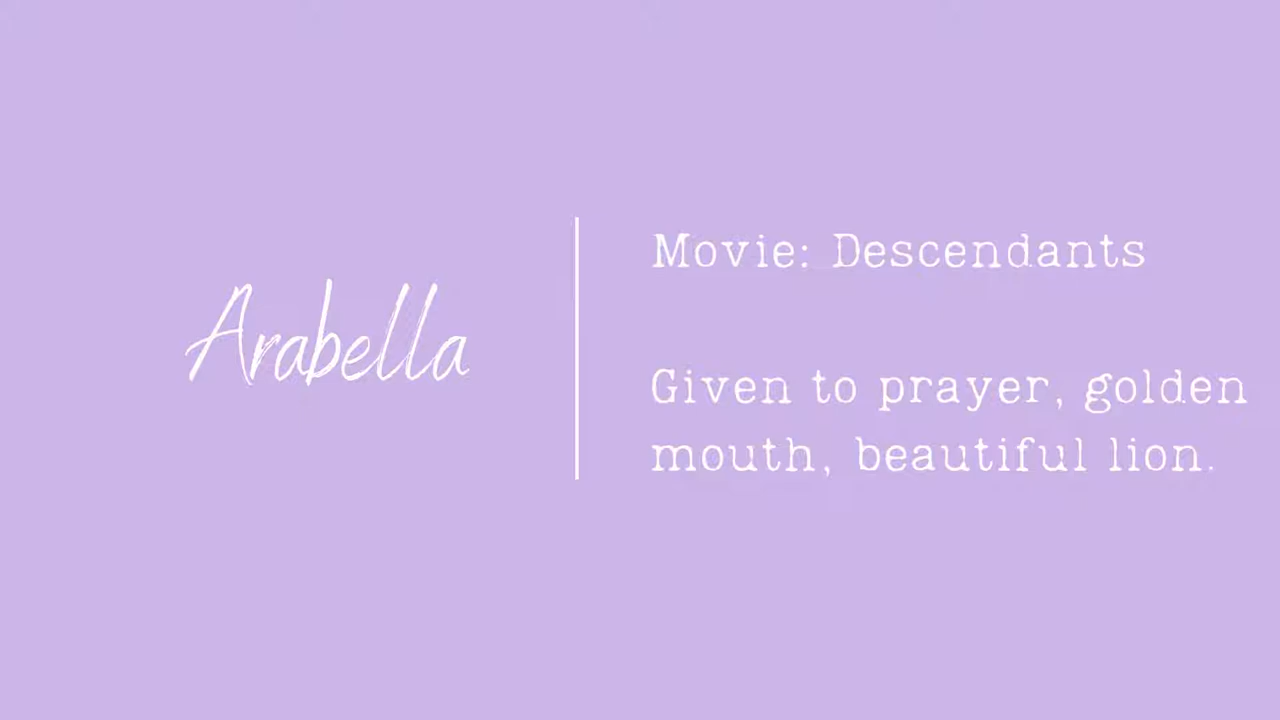 Arabella
Movie: Descendants
Given to prayer, golden
mouth, beautiful lion.